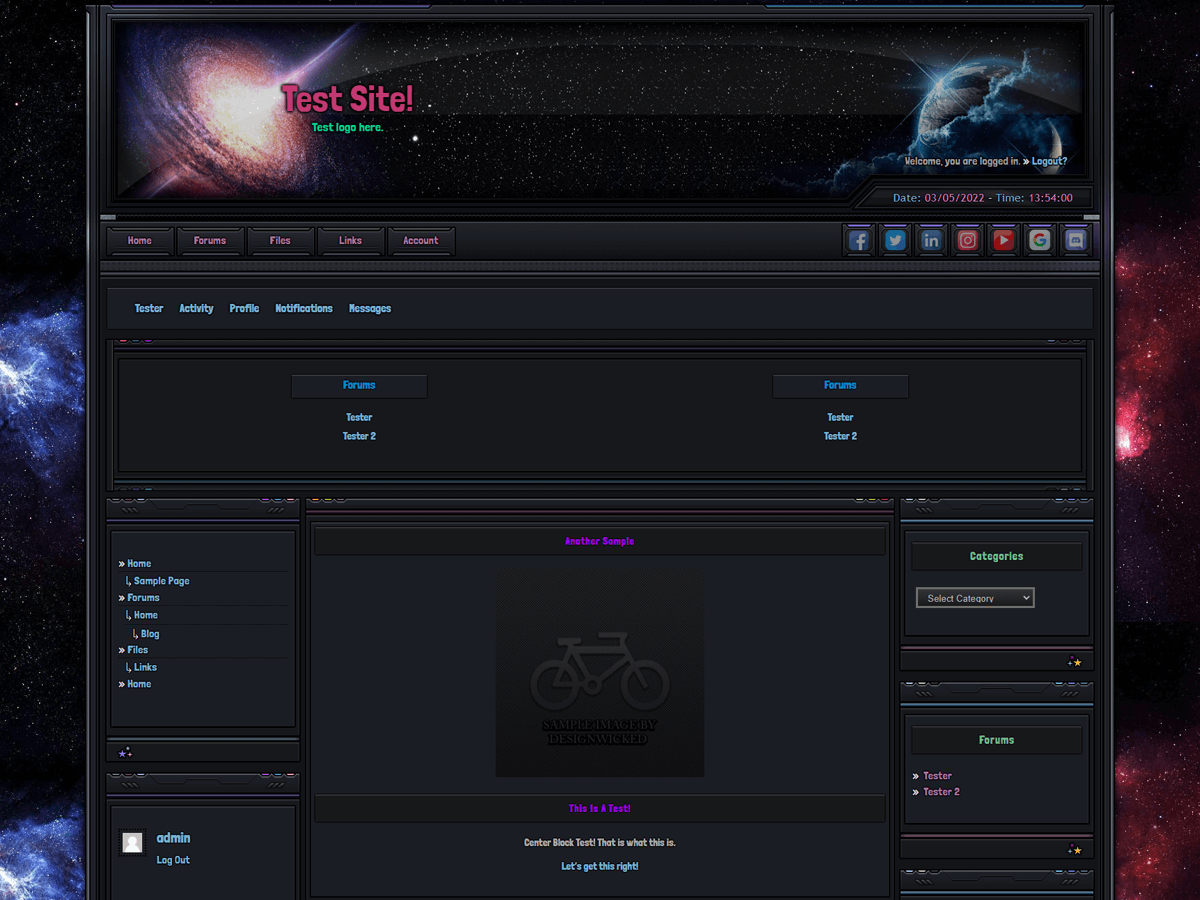 Test Site!
Test logo here.
Welcome, you are logged in. » Logout?
Date: 03/05/2022 - Time: 13:54:00
Home Forums Files Links Account
Tester Activity Profile Notifications Messages
Forums Forums
Tester Tester
Tester 2 Tester 2
» Home
Sample Page
» Forums
Home
Blog
» Files
Links
» Home
admin
Log Out
Another Sample
SAMPLE IMAGE BY
DESIGNWICKED
This Is A Test!
Center Block Test! That is what this is.
Let's get this right!
Categories
Select Category
Forums
» Tester
» Tester 2